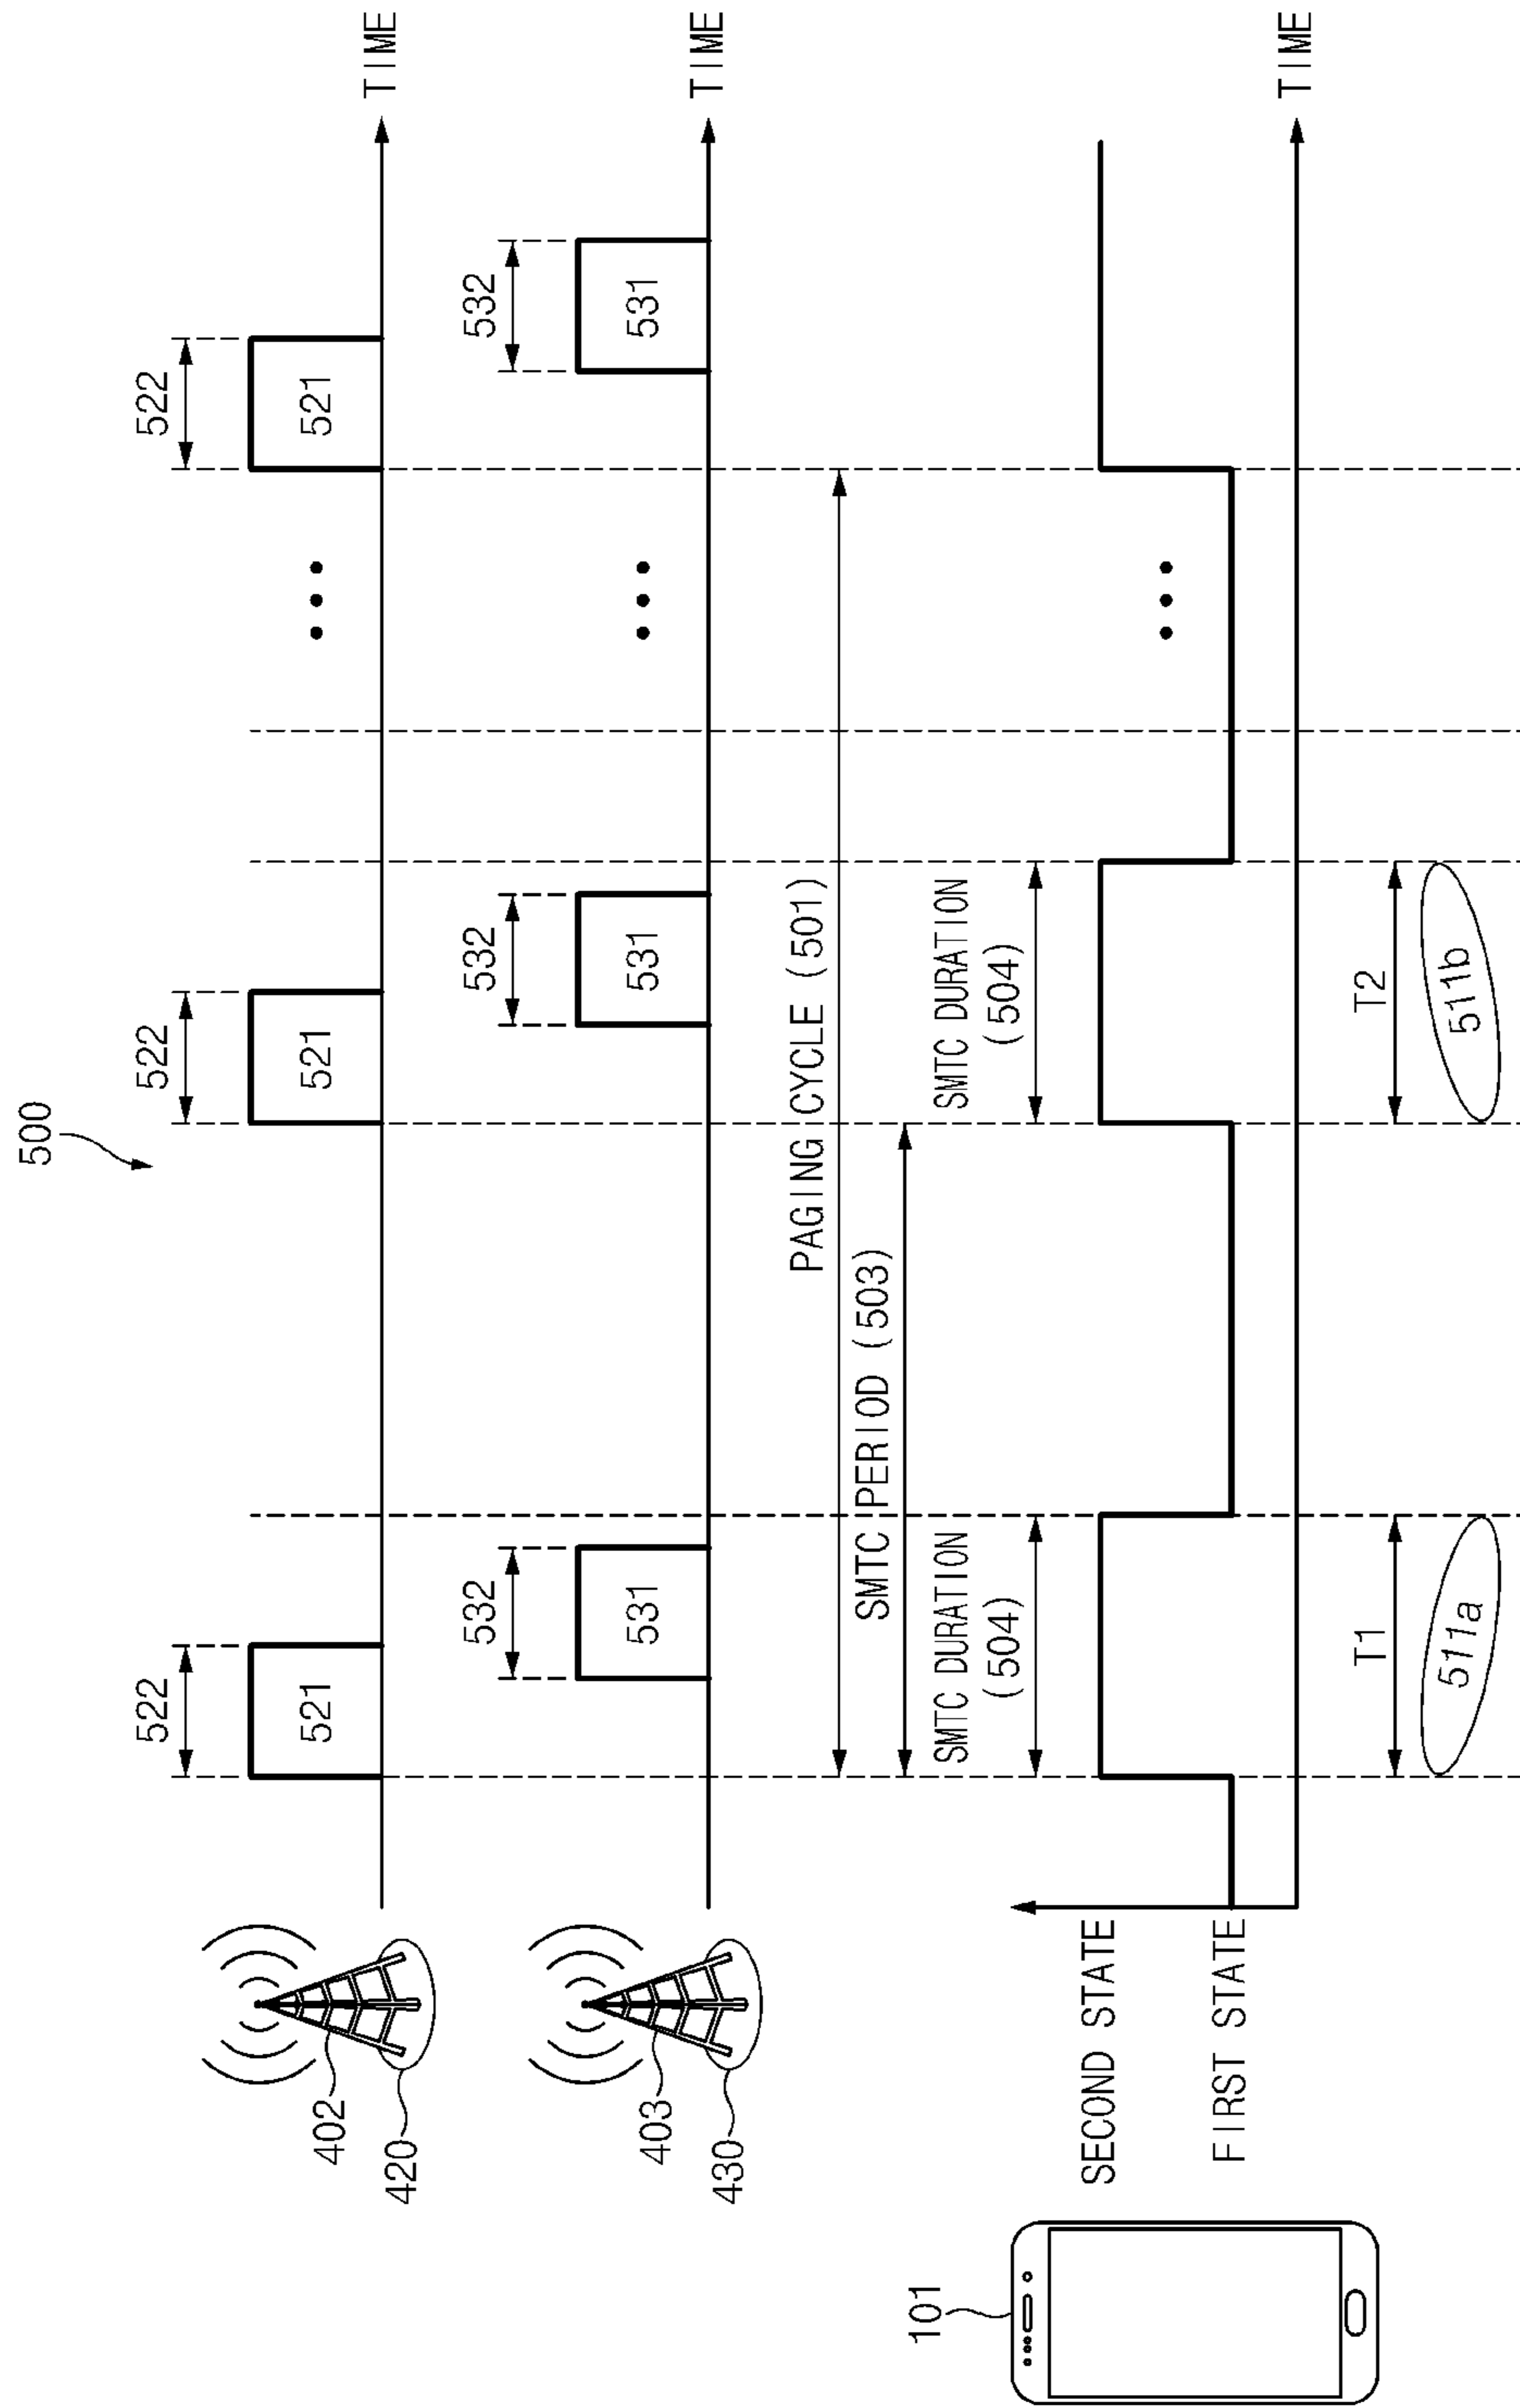 500
522
522
522
521
521
521
TIME
402
420
532
532
532
531
531
531
TIME
403
430
PAGING CYCLE (501)
SMTC PERIOD (503)
SMTC DURATION
(504)
SMTC DURATION
(504)
101
SECOND STATE
FIRST STATE
TIME
T1
T2
511a
511b